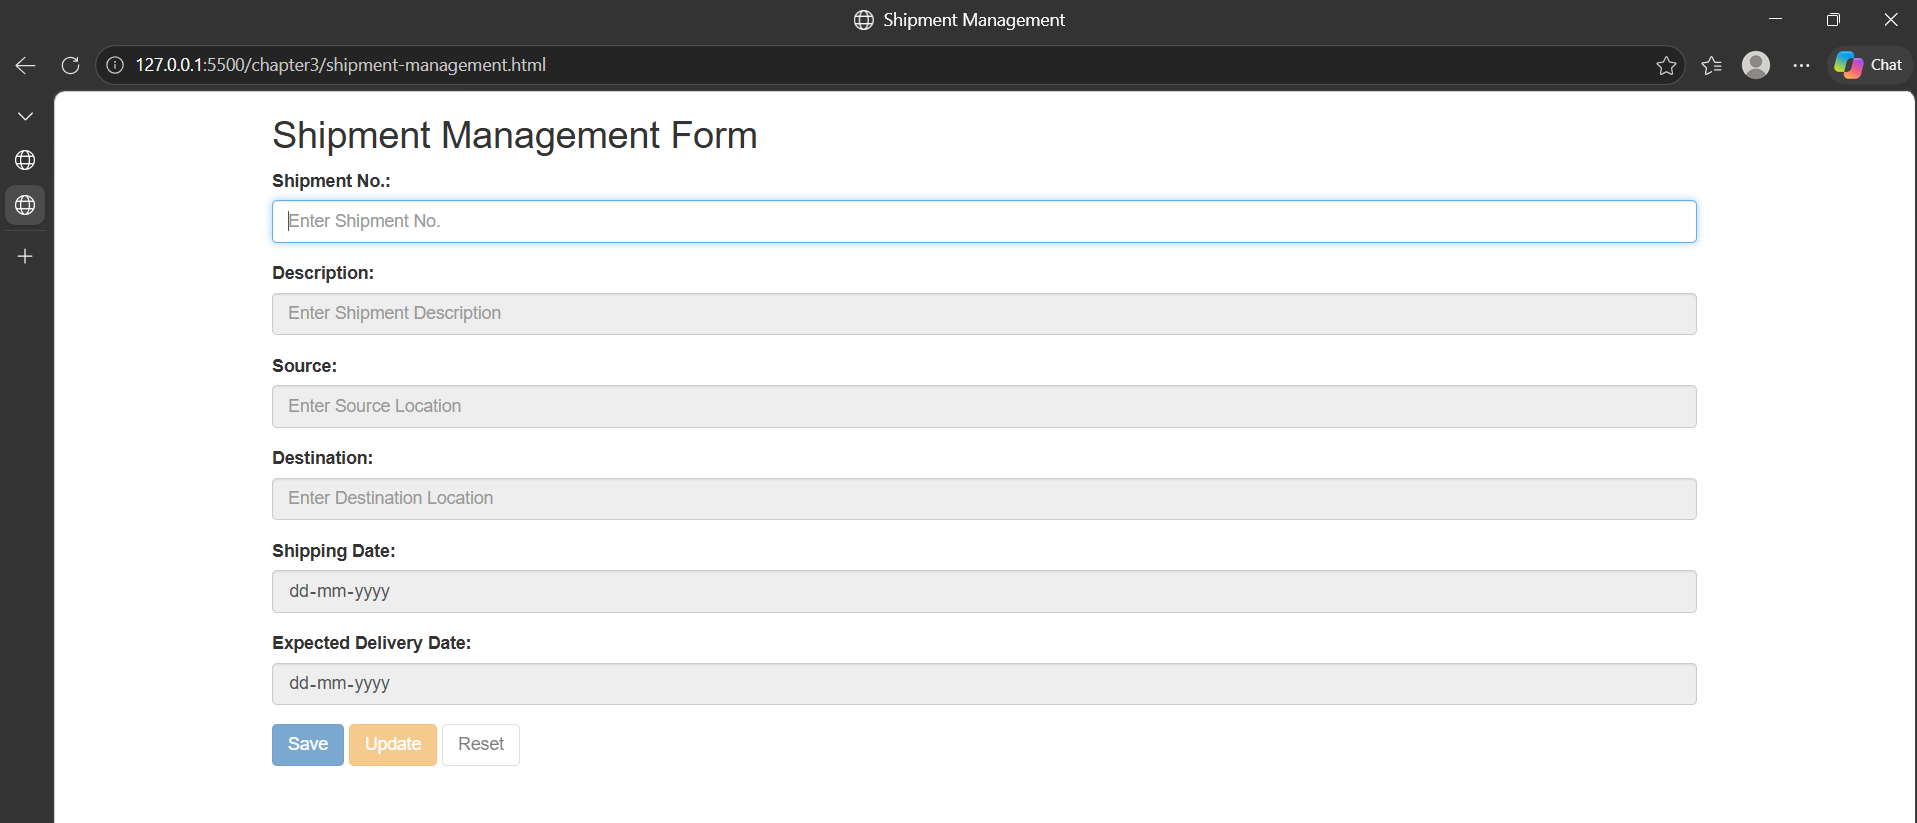 Shipment Management
127.0.0.1:5500/chapter3/shipment-management.html
Chat
Shipment Management Form
Shipment No.:
Enter Shipment No.
Description:
Enter Shipment Description
Source:
Enter Source Location
Destination:
Enter Destination Location
Shipping Date:
dd-mm-yyyy
Expected Delivery Date:
dd-mm-yyyy
Save Update Reset